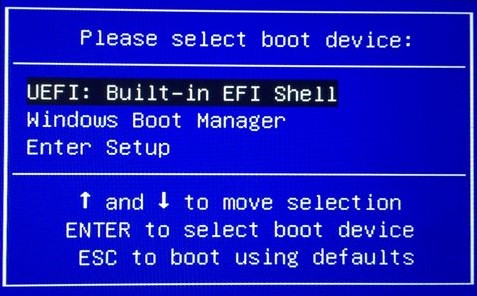 Please select boot device:
UEFI: Built-in EFI Shell
Windows Boot Manager
Enter Setup
↑ and ↓ to move selection
ENTER to select boot device
ESC to boot using defaults